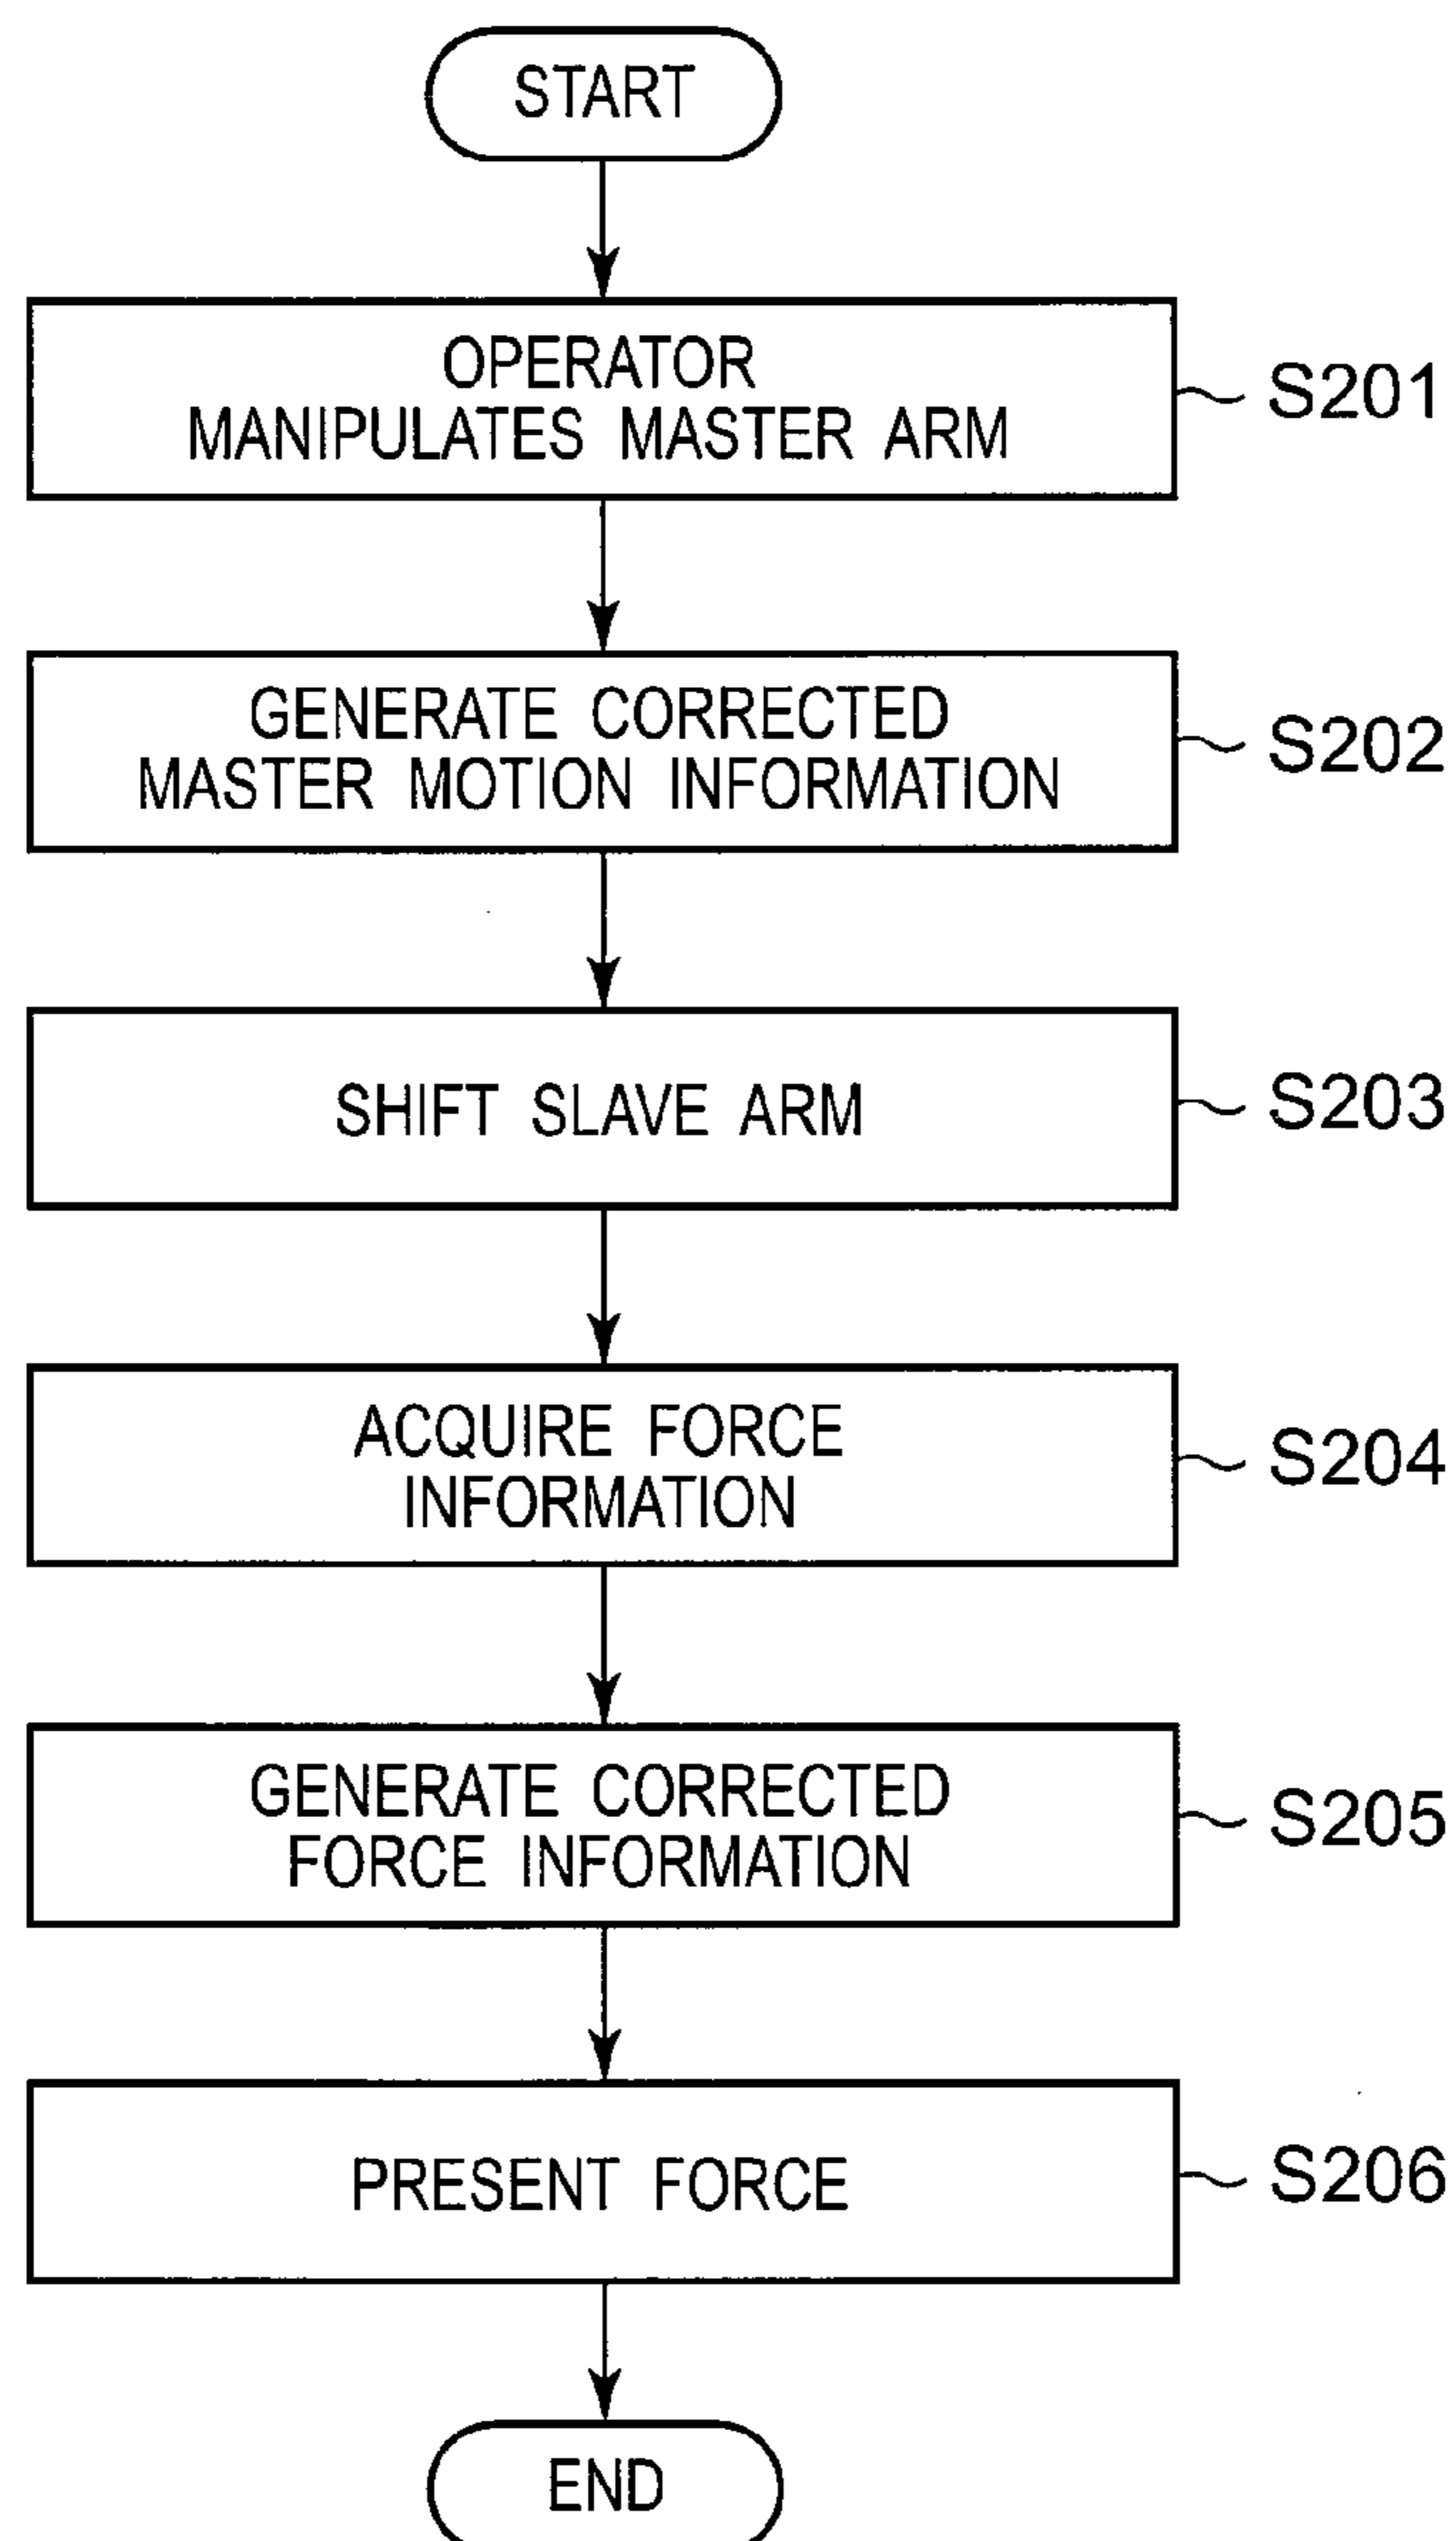 START
OPERATOR
MANIPULATES MASTER ARM
S201
GENERATE CORRECTED
MASTER MOTION INFORMATION
S202
SHIFT SLAVE ARM
S203
ACQUIRE FORCE
INFORMATION
S204
GENERATE CORRECTED
FORCE INFORMATION
S205
PRESENT FORCE
S206
END